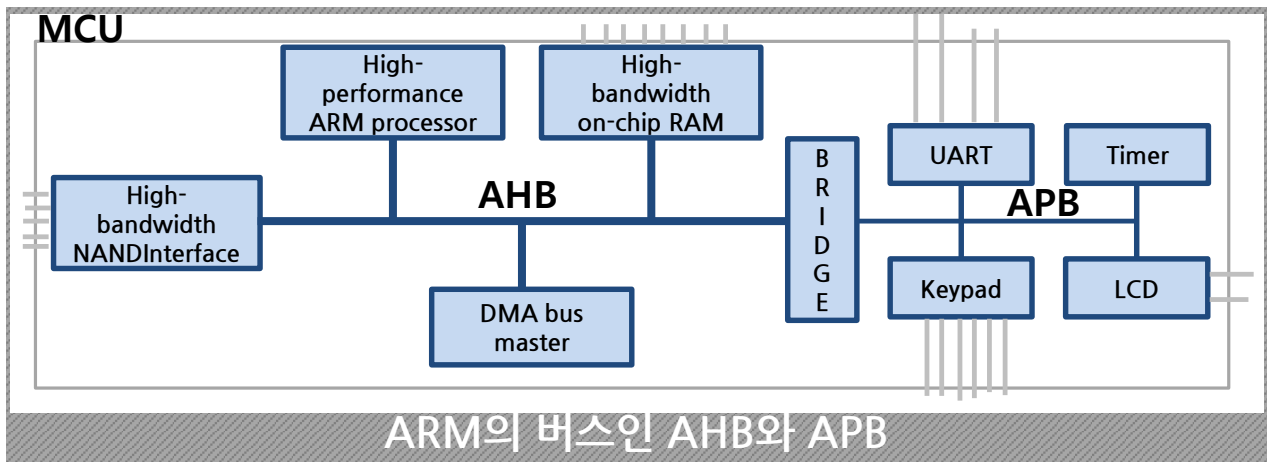 MCU
High-
performance
ARM processor
High-
bandwidth
on-chip RAM
High-
bandwidth
NANDInterface
AHB
DMA bus
master
B
R
I
D
G
E
UART
Timer
APB
Keypad
LCD
ARM의 버스인 AHB와 APB